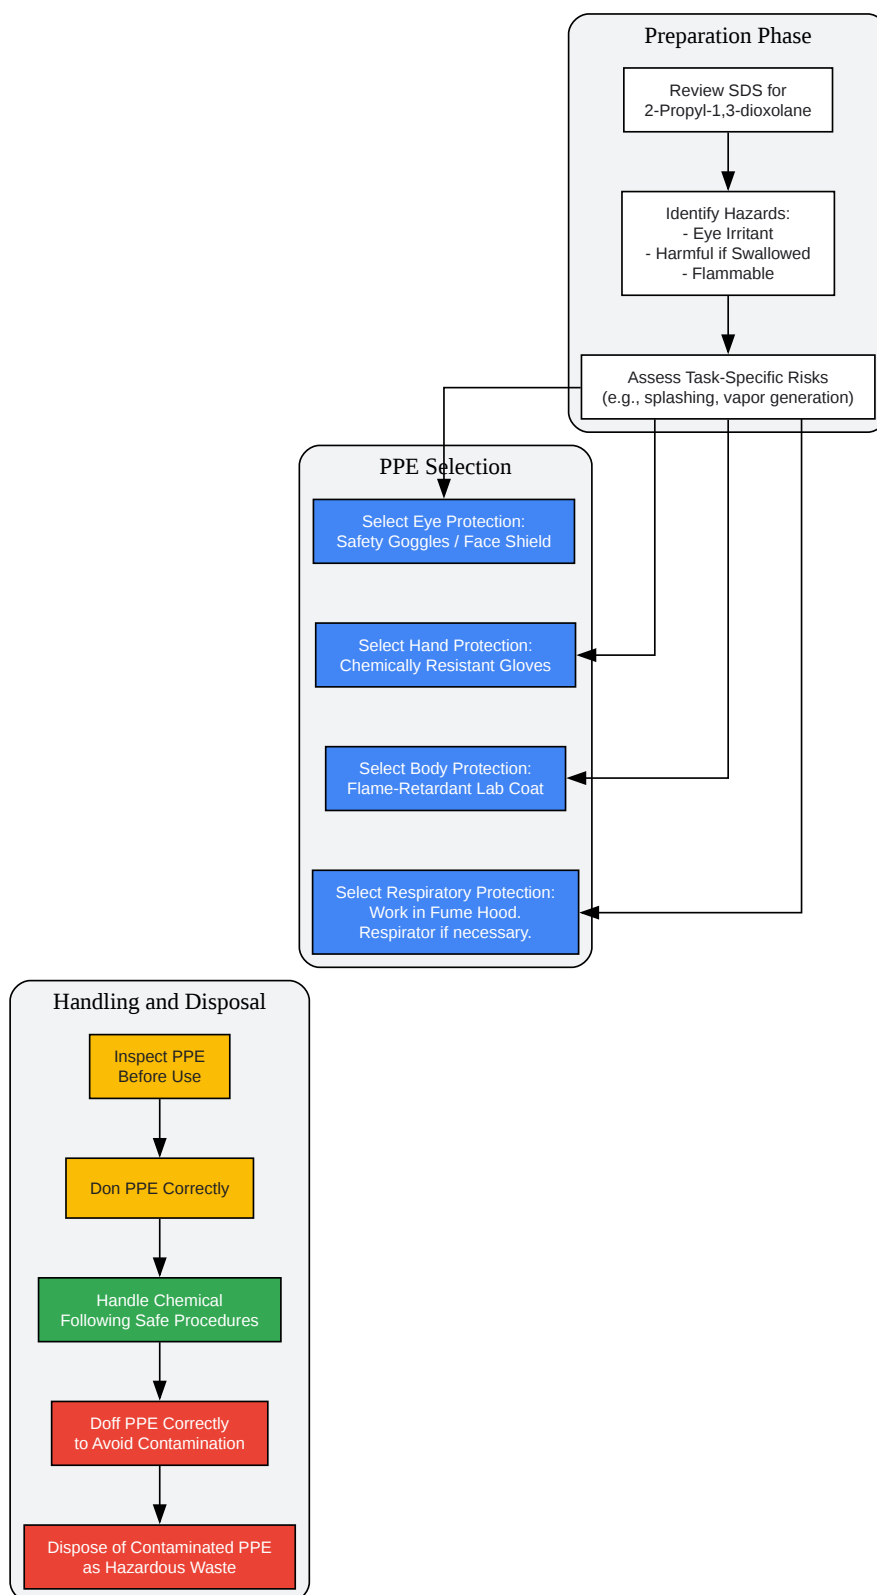 Preparation Phase
Review SDS for
2-Propyl-1,3-dioxolane
Identify Hazards:
- Eye Irritant
- Harmful if Swallowed
- Flammable
Assess Task-Specific Risks
(e.g., splashing, vapor generation)
PPE Selection
Select Eye Protection:
Safety Goggles / Face Shield
Select Hand Protection:
Chemically Resistant Gloves
Select Body Protection:
Flame-Retardant Lab Coat
Select Respiratory Protection:
Work in Fume Hood.
Respirator if necessary.
Handling and Disposal
Inspect PPE
Before Use
Don PPE Correctly
Handle Chemical
Following Safe Procedures
Doff PPE Correctly
to Avoid Contamination
Dispose of Contaminated PPE
as Hazardous Waste